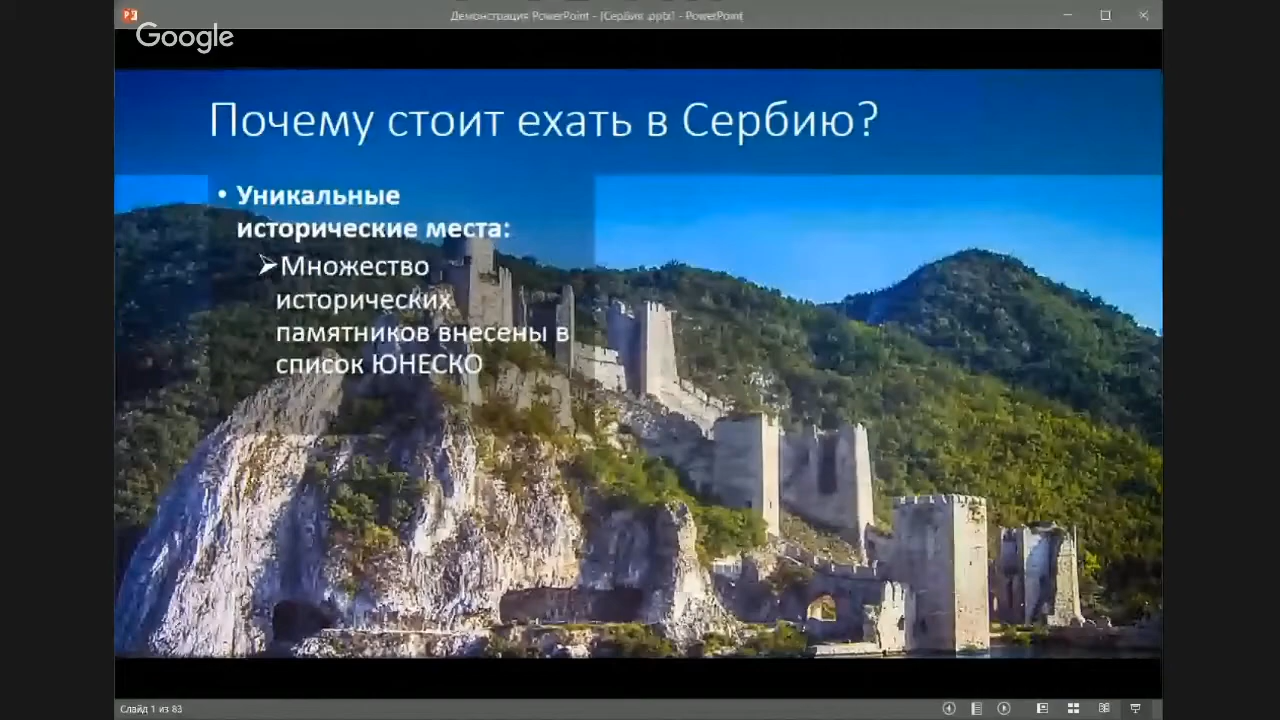 Демонстрация PowerPoint - [Сербия .pptx] - PowerPoint
Google
Почему стоит ехать в Сербию?
• Уникальные
исторические места:
➢Множество
исторических
памятников внесены в
список ЮНЕСКО
Слайд 1 из 83